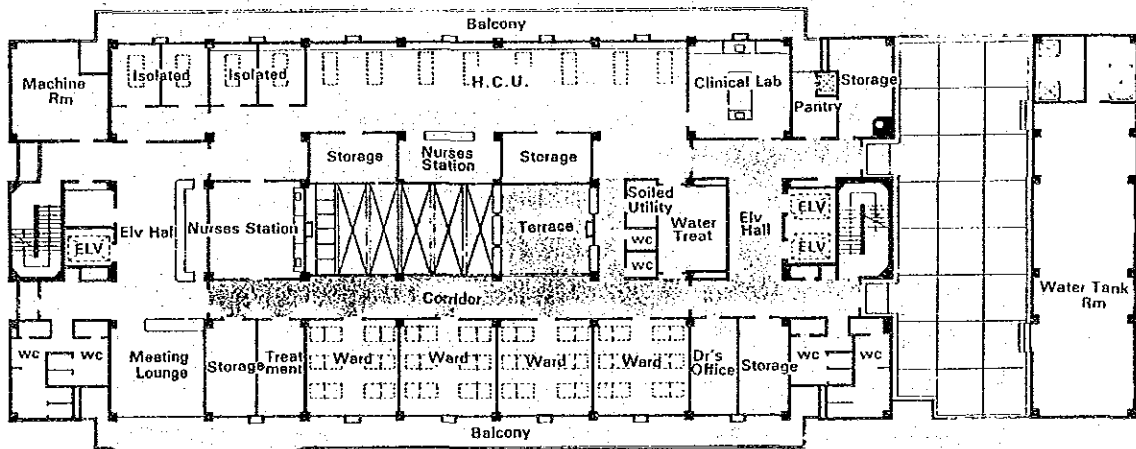 Balcony
Machine
Rm
Isolated
Isolated
H.C.U.
Clinical Lab
Pantry
Storage
Storage
Nurses
Station
Storage
ELV
Elv Hall
Nurses Station
Terrace
Soiled
Utility
WC
WC
Water
Treat
Elv
Hall
ELV
ELV
Corridor
Water Tank
Rm
WC
WC
Meeting
Lounge
Storage
Treat
ment
Ward
Ward
Ward
Ward
Dr's
Office
Storage
WC
WC
Balcony